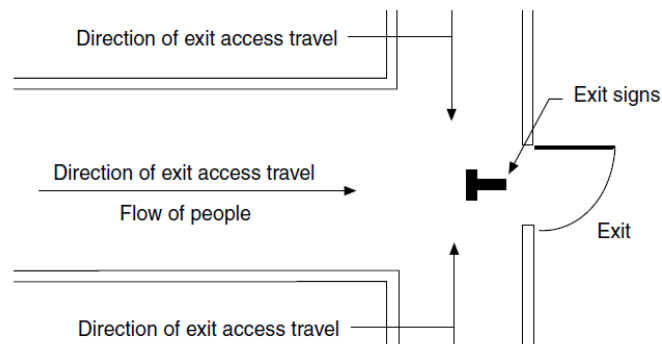 Direction of exit access travel
Exit signs
Direction of exit access travel
Flow of people
Exit
Direction of exit access travel